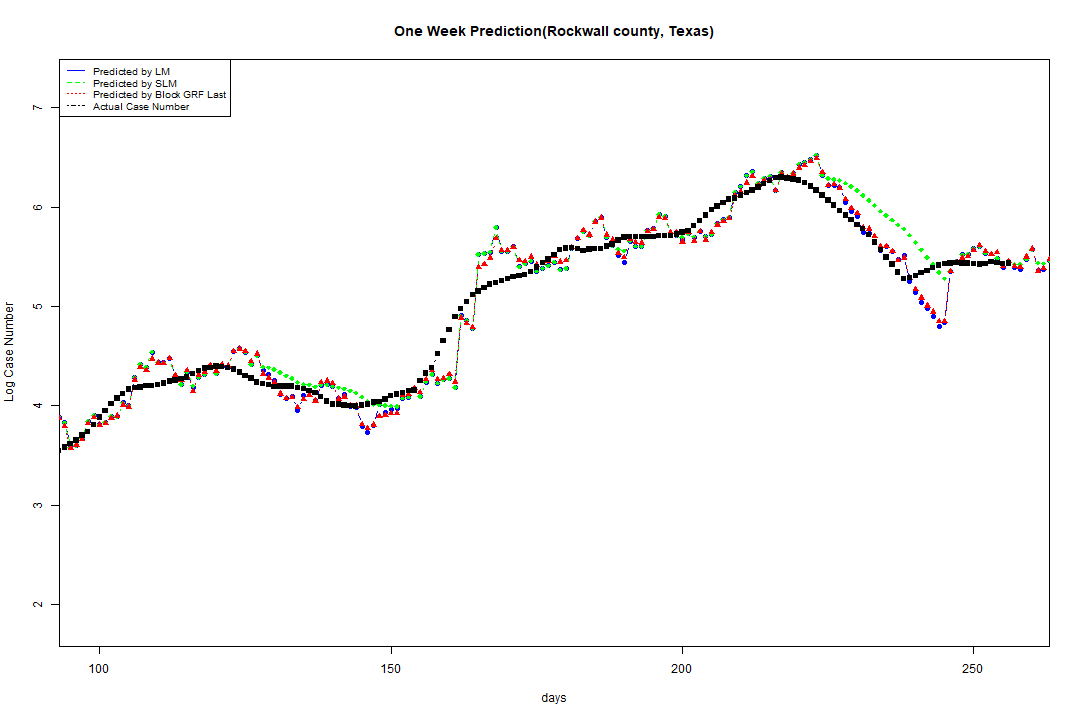 One Week Prediction(Rockwall county, Texas)
Predicted by LM
Predicted by SLM
Predicted by Block GRF Last
Actual Case Number
7
6
5
4
3
2
Log Case Number
100
150
200
250
days